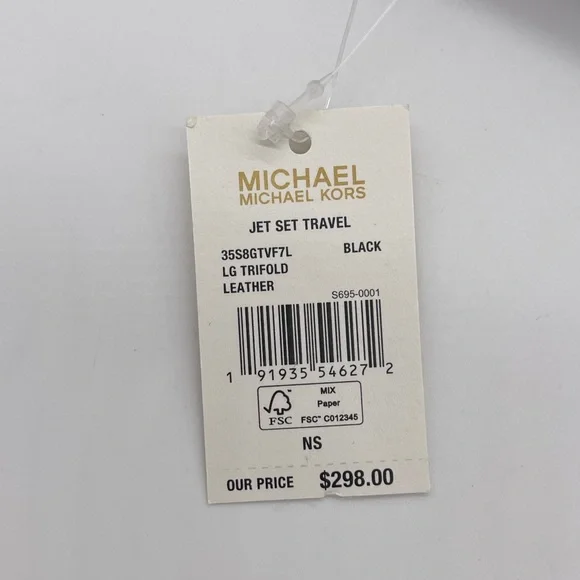 MICHAEL
MICHAEL KORS
JET SET TRAVEL
35S8GTVF7L BLACK
LG TRIFOLD
LEATHER
S695-0001
1 91935 54627 2
FSC
MIX
Paper
FSC™ C012345
NS
OUR PRICE $298.00